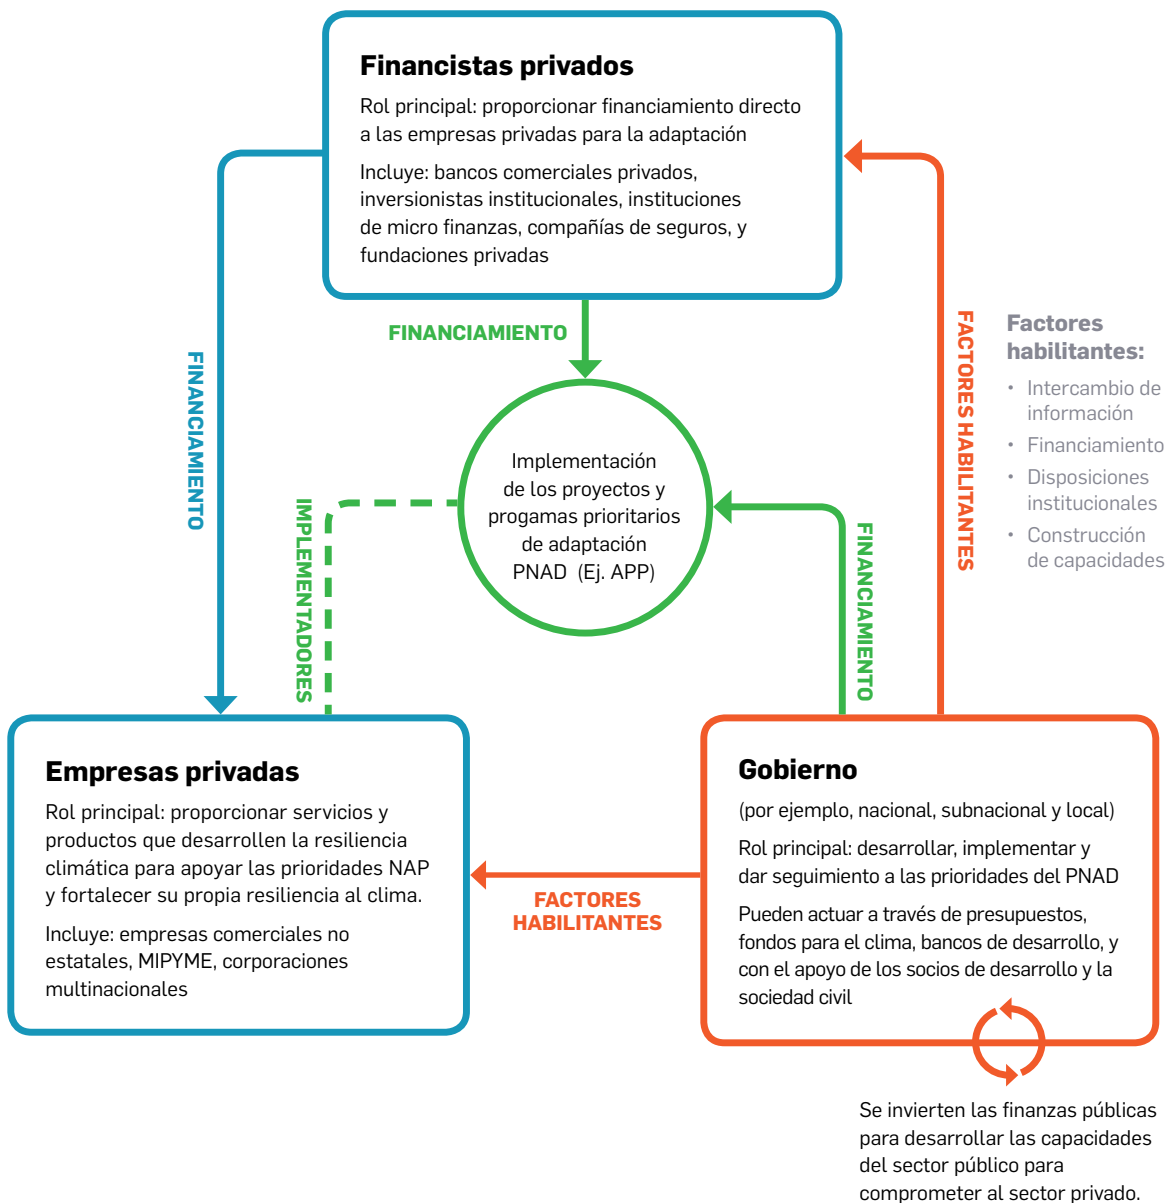 Financistas privados
Rol principal: proporcionar financiamiento directo
a las empresas privadas para la adaptación
Incluye: bancos comerciales privados,
inversionistas institucionales, instituciones
de micro finanzas, compañías de seguros, y
fundaciones privadas
FINANCIAMIENTO
FINANCIAMIENTO
FACTORES HABILITANTES
Factores
habilitantes:
• Intercambio de
información
• Financiamiento
• Disposiciones
institucionales
• Construcción
de capacidades
Implementación
de los proyectos y
progamas prioritarios
de adaptación
PNAD (Ej. APP)
IMPLEMENTADORES
FINANCIAMIENTO
Empresas privadas
Rol principal: proporcionar servicios y
productos que desarrollen la resiliencia
climática para apoyar las prioridades NAP
y fortalecer su propia resiliencia al clima.
Incluye: empresas comerciales no
estatales, MIPYME, corporaciones
multinacionales
FACTORES
HABILITANTES
Gobierno
(por ejemplo, nacional, subnacional y local)
Rol principal: desarrollar, implementar y
dar seguimiento a las prioridades del PNAD
Pueden actuar a través de presupuestos,
fondos para el clima, bancos de desarrollo, y
con el apoyo de los socios de desarrollo y la
sociedad civil
Se invierten las finanzas públicas
para desarrollar las capacidades
del sector público para
comprometer al sector privado.